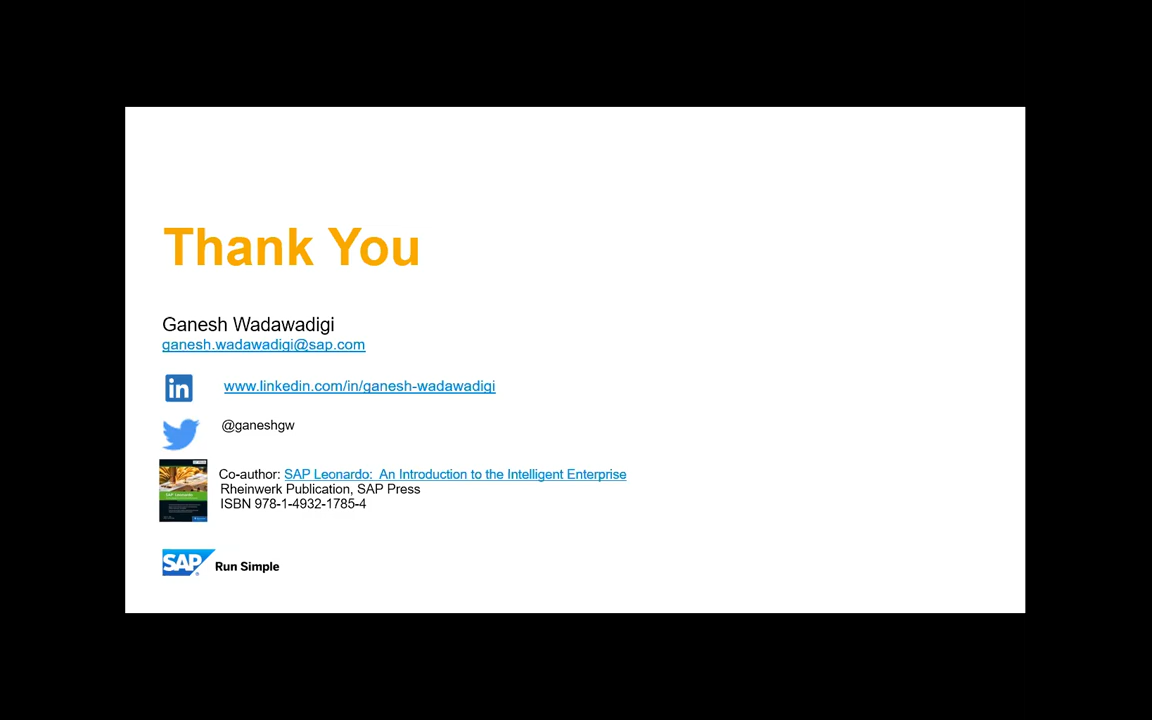 Thank You
Ganesh Wadawadigi
ganesh.wadawadigi@sap.com
in www.linkedin.com/in/ganesh-wadawadigi
@ganeshgw
Co-author: SAP Leonardo: An Introduction to the Intelligent Enterprise
Rheinwerk Publication, SAP Press
ISBN 978-1-4932-1785-4
SAP Run Simple